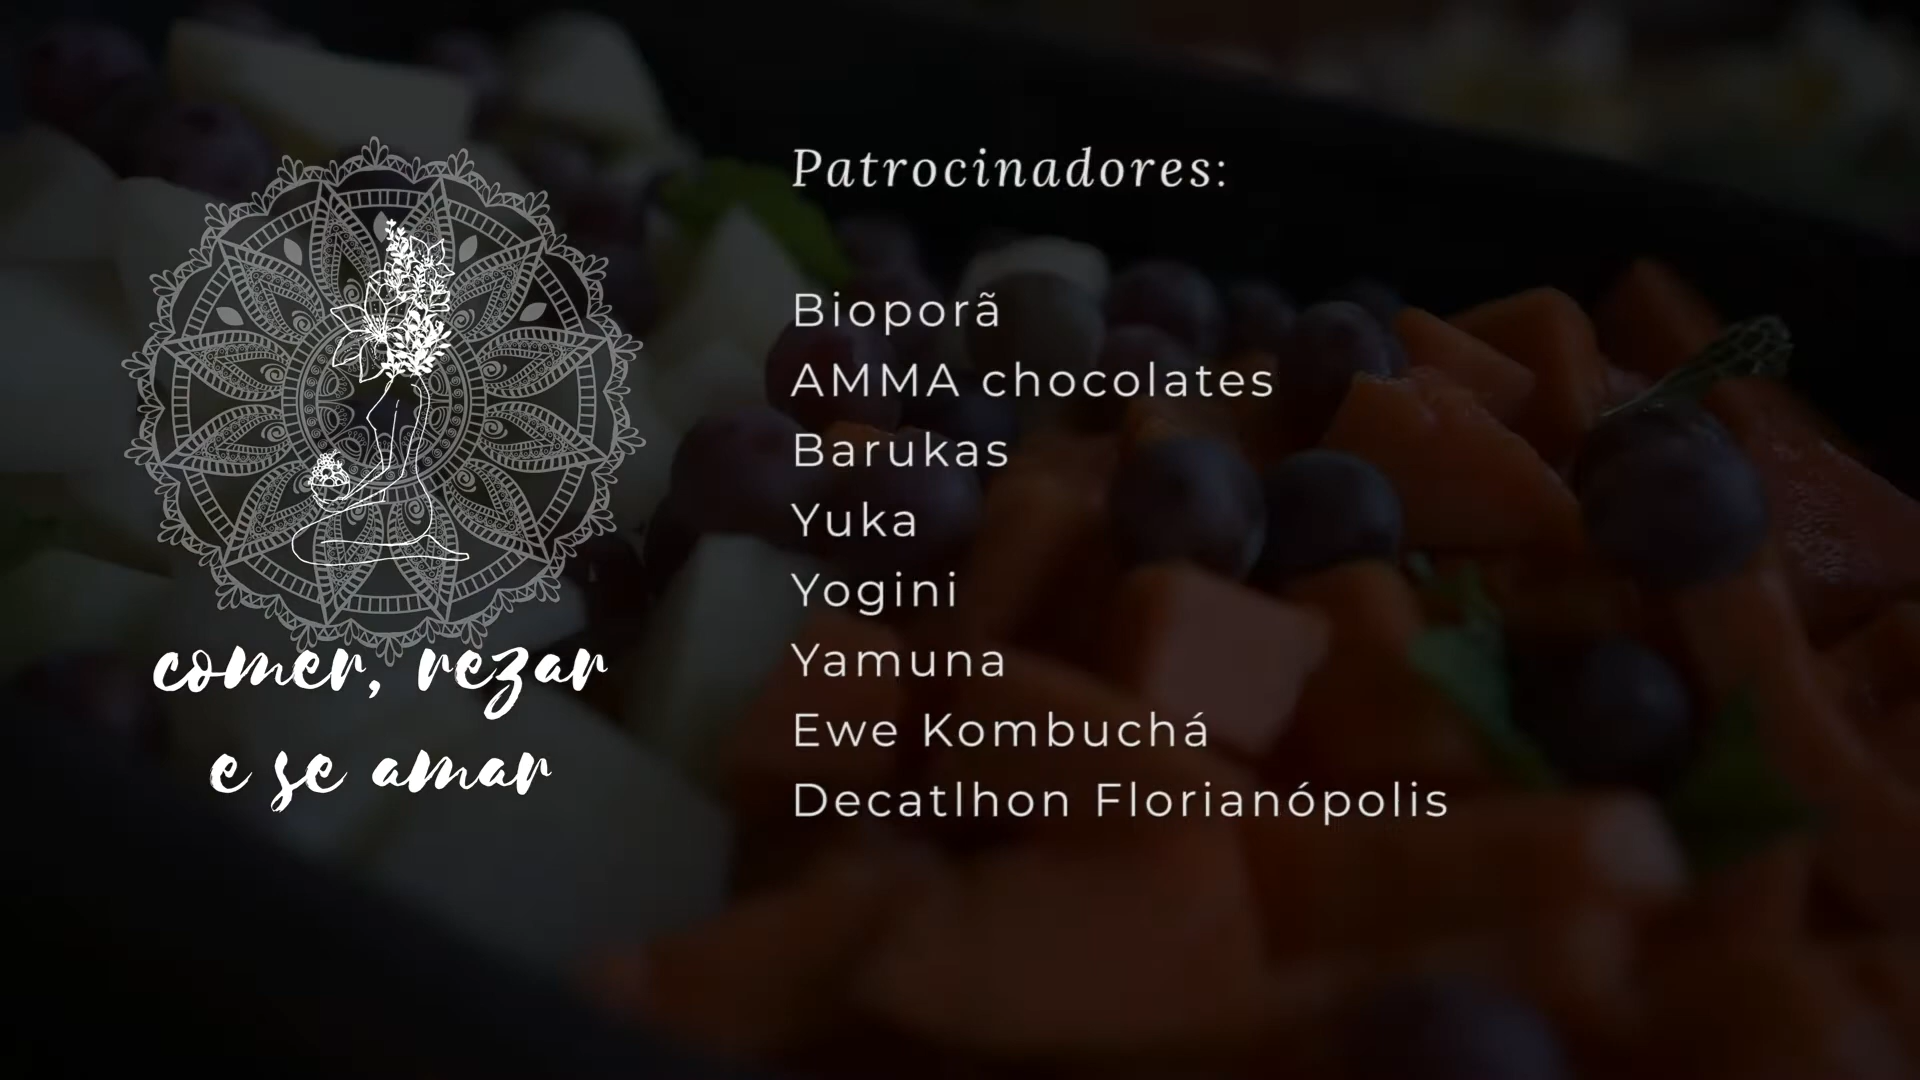 Patrocinadores:
Bioporã
AMMA chocolates
Barukas
Yuka
Yogini
Yamuna
Ewe Kombuchá
Decatlhon Florianópolis
comer, rezar
e se amar